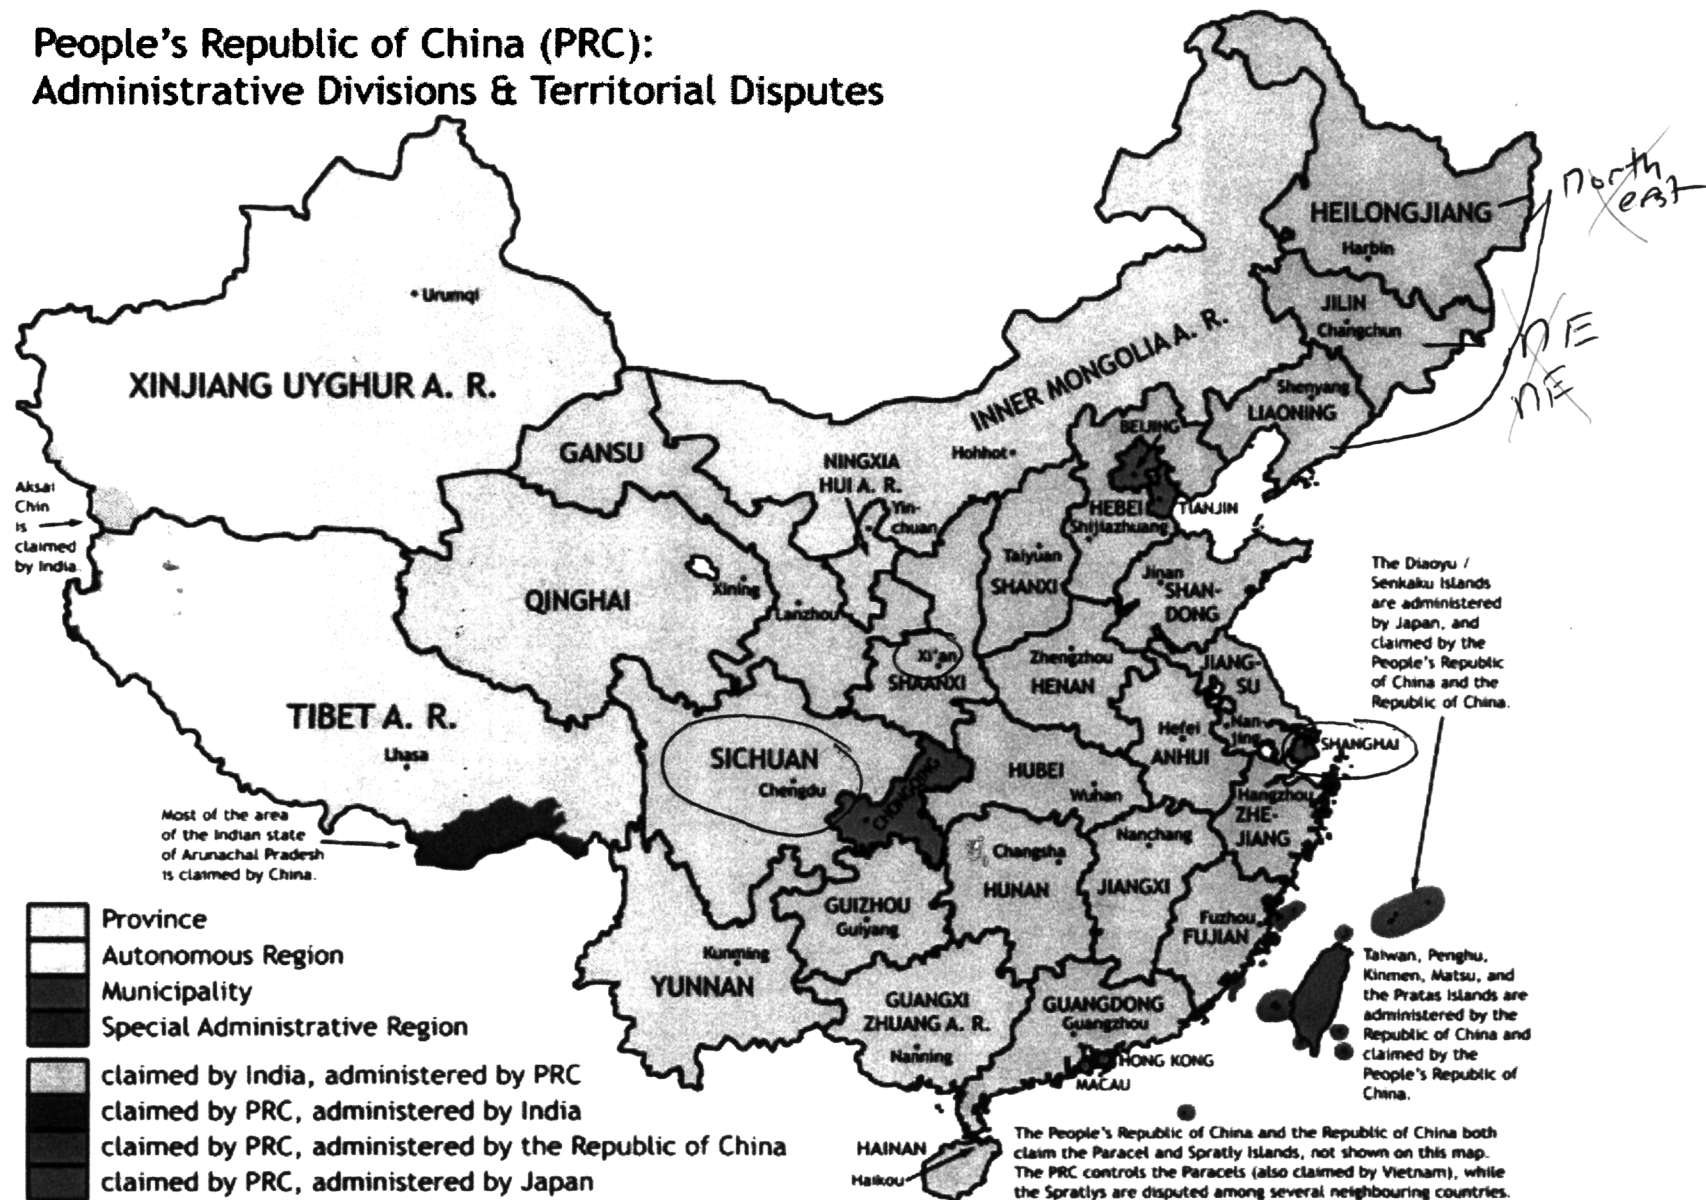 People's Republic of China (PRC):
Administrative Divisions & Territorial Disputes
north
east
HEILONGJIANG
Harbin
Urumqi
JILIN
Changchun
NE
NE
XINJIANG UYGHUR A. R.
INNER MONGOLIA A. R.
Shenyang
LIAONING
BEIJING
GANSU
Hohhot
NINGXIA
HUI A. R.
Yin-
chuan
HEBEI
TIANJIN
Shijiazhuang
Aksai
Chin
is
claimed
by India.
Taiyuan
SHANXI
Jinan
SHAN-
DONG
QINGHAI
Xining
Lanzhou
The Diaoyu /
Senkaku Islands
are administered
by Japan, and
claimed by the
People's Republic
of China and the
Republic of China.
Xi'an
SHAANXI
Zhengzhou
HENAN
JIANG-
SU
TIBET A. R.
Lhasa
Nan-
jing
SHANGHAI
Hefei
ANHUI
SICHUAN
Chengdu
CHONGQING
HUBEI
Wuhan
Hangzhou
ZHE-
JIANG
Most of the area
of the Indian state
of Arunachal Pradesh
is claimed by China.
Nanchang
Changsha
HUNAN
JIANGXI
GUIZHOU
Guiyang
Fuzhou
FUJIAN
Kunming
YUNNAN
GUANGXI
ZHUANG A. R.
Nanning
GUANGDONG
Guangzhou
HONG KONG
MACAU
Taiwan, Penghu,
Kinmen, Matsu, and
the Pratas Islands are
administered by the
Republic of China and
claimed by the
People's Republic of
China.
HAINAN
Haikou
Province
Autonomous Region
Municipality
Special Administrative Region
claimed by India, administered by PRC
claimed by PRC, administered by India
claimed by PRC, administered by the Republic of China
claimed by PRC, administered by Japan
The People's Republic of China and the Republic of China both
claim the Paracel and Spratly Islands, not shown on this map.
The PRC controls the Paracels (also claimed by Vietnam), while
the Spratlys are disputed among several neighbouring countries.